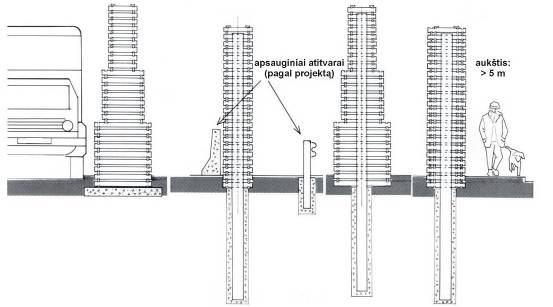 apsauginiai atitvarai
(pagal projektą)
aukštis:
> 5 m